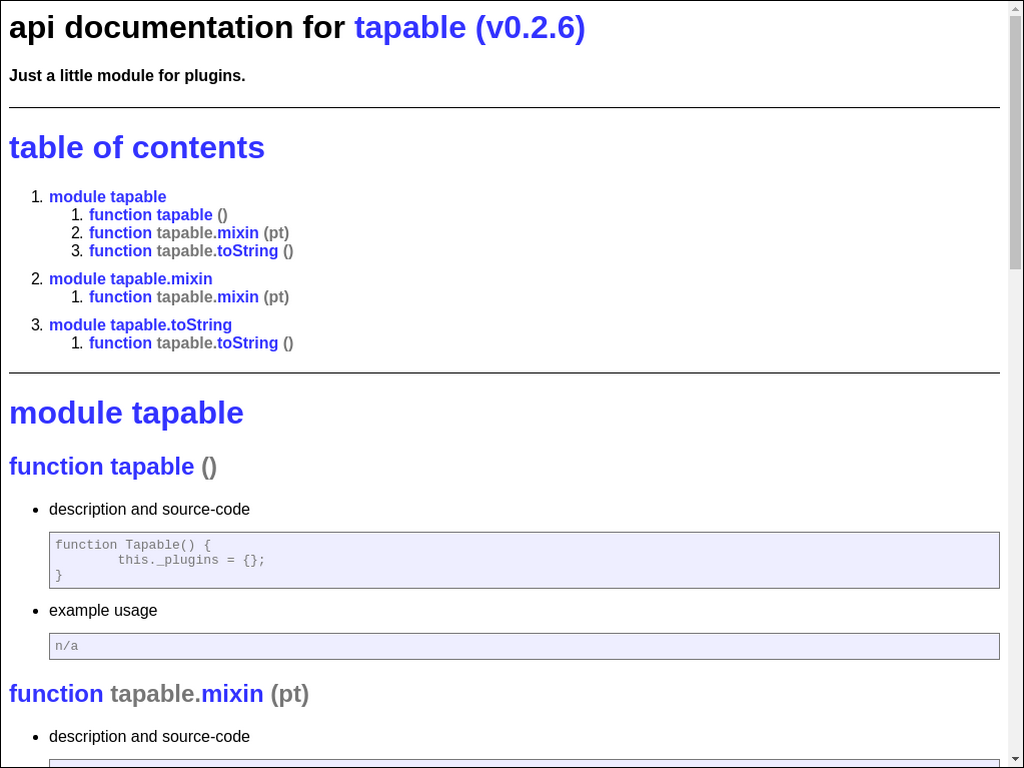 api documentation for tapable (v0.2.6)
Just a little module for plugins.
table of contents
1. module tapable
1. function tapable ()
2. function tapable.mixin (pt)
3. function tapable.toString ()
2. module tapable.mixin
1. function tapable.mixin (pt)
3. module tapable.toString
1. function tapable.toString ()
module tapable
function tapable ()
• description and source-code
function Tapable() {
        this._plugins = {};
}
• example usage
n/a
function tapable.mixin (pt)
• description and source-code